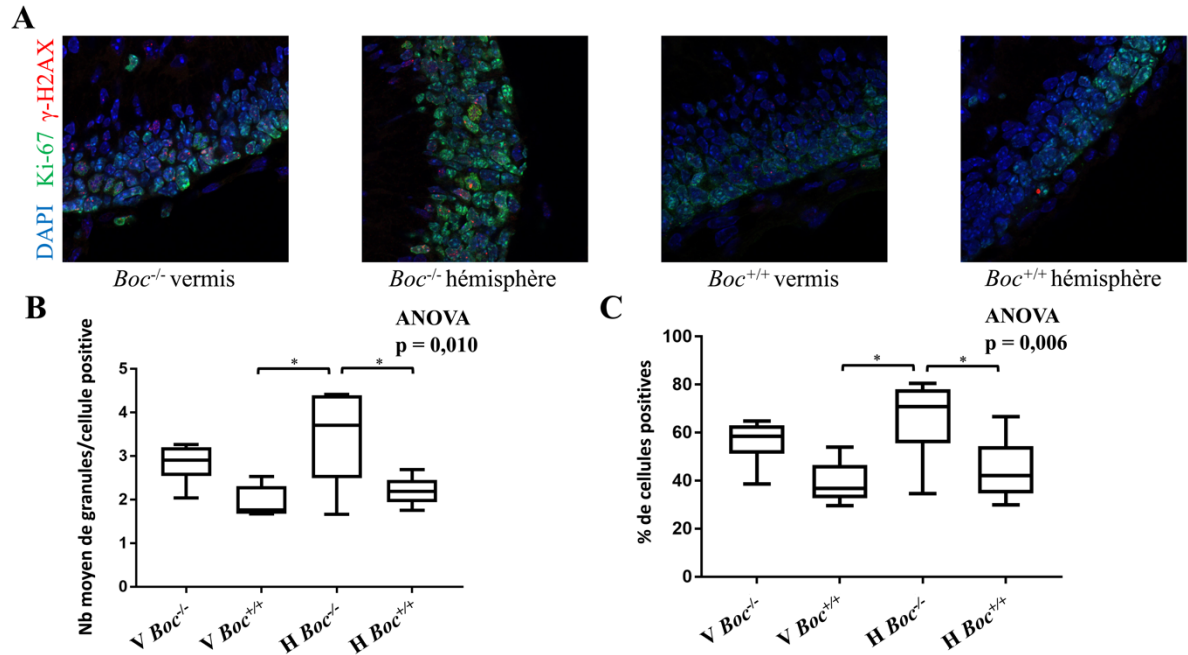 A
DAPI Ki-67 γ-H2AX
Boc-/- vermis
Boc-/- hémisphère
Boc+/+ vermis
Boc+/+ hémisphère
B
ANOVA
p = 0,010
Nb moyen de granules/cellule positive
5
4
3
2
1
0
*
*
V Boc-/-
V Boc+/+
H Boc-/-
H Boc+/+
C
ANOVA
p = 0,006
% de cellules positives
100
80
60
40
20
0
*
*
V Boc-/-
V Boc+/+
H Boc-/-
H Boc+/+